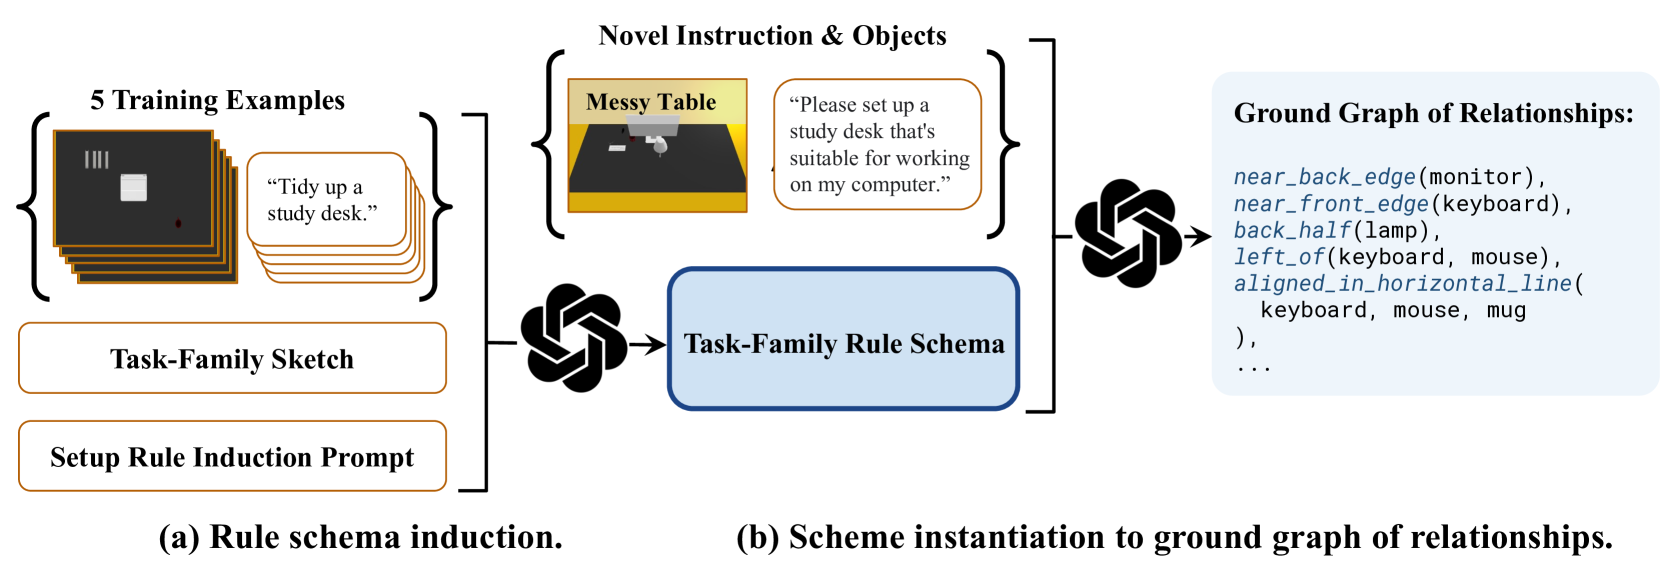 5 Training Examples
“Tidy up a
study desk.”
Task-Family Sketch
Setup Rule Induction Prompt
(a) Rule schema induction.
Novel Instruction & Objects
Messy Table
“Please set up a
study desk that's
suitable for working
on my computer.”
,
Task-Family Rule Schema
Ground Graph of Relationships:
near_back_edge(monitor),
near_front_edge(keyboard),
back_half(lamp),
left_of(keyboard, mouse),
aligned_in_horizontal_line(
keyboard, mouse, mug
),
...
(b) Scheme instantiation to ground graph of relationships.